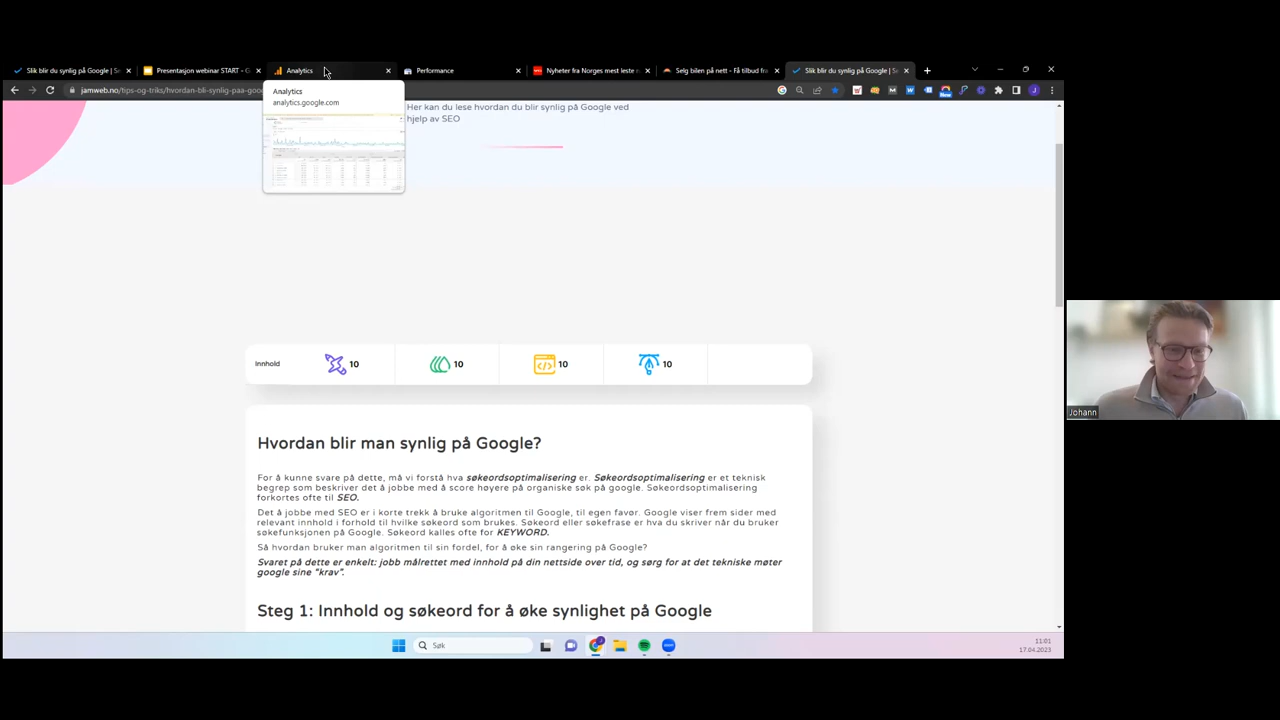 Slik blir du synlig på Google | Se
Presentasjon webinar START - G
Analytics
Performance
Nyheter fra Norges mest leste n
Selg bilen på nett - Få tilbud fra
Slik blir du synlig på Google | Se
jamweb.no/tips-og-triks/hvordan-bli-synlig-paa-goo
Analytics
analytics.google.com
Her kan du lese hvordan du blir synlig på Google ved
hjelp av SEO
Innhold
10
10
10
10
Hvordan blir man synlig på Google?
For å kunne svare på dette, må vi forstå hva søkeordsoptimalisering er. Søkeordsoptimalisering er et teknisk
begrep som beskriver det å jobbe med å score høyere på organiske søk på google. Søkeordsoptimalisering
forkortes ofte til SEO.
Det å jobbe med SEO er i korte trekk å bruke algoritmen til Google, til egen favør. Google viser frem sider med
relevant innhold i forhold til hvilke søkeord som brukes. Søkeord eller søkefrase er hva du skriver når du bruker
søkefunksjonen på Google. Søkeord kalles ofte for KEYWORD.
Så hvordan bruker man algoritmen til sin fordel, for å øke sin rangering på Google?
Svaret på dette er enkelt: jobb målrettet med innhold på din nettside over tid, og sørg for at det tekniske møter
google sine "krav".
Steg 1: Innhold og søkeord for å øke synlighet på Google
Søk
11:01
17.04.2023
Johann